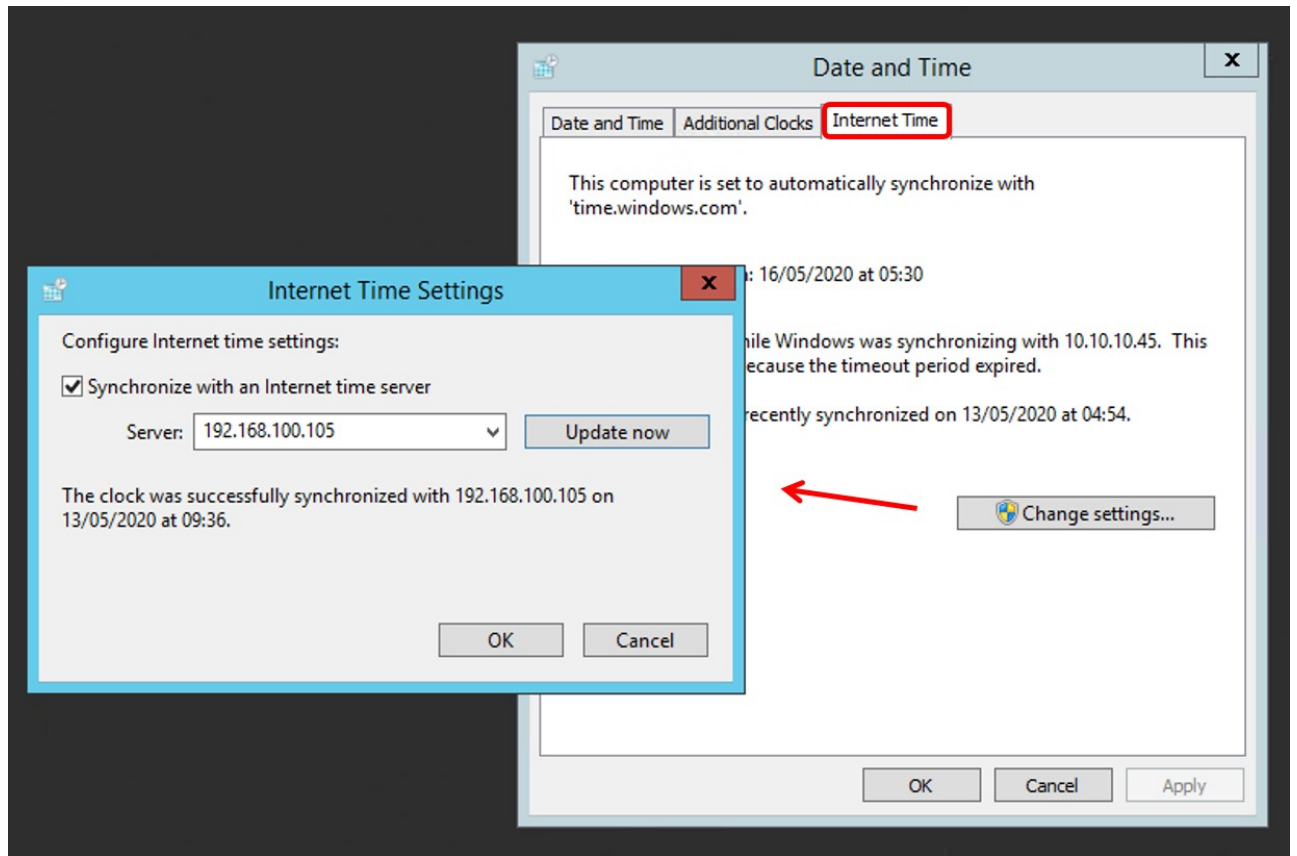 Date and Time
x
Date and Time
Additional Clocks
Internet Time
This computer is set to automatically synchronize with
'time.windows.com'.
: 16/05/2020 at 05:30
Windows was synchronizing with 10.10.10.45. This
the timeout period expired.
recently synchronized on 13/05/2020 at 04:54.
Change settings...
OK
Cancel
Apply
Internet Time Settings
x
Configure Internet time settings:
Synchronize with an Internet time server
Server:
192.168.100.105
Update now
The clock was successfully synchronized with 192.168.100.105 on
13/05/2020 at 09:36.
OK
Cancel